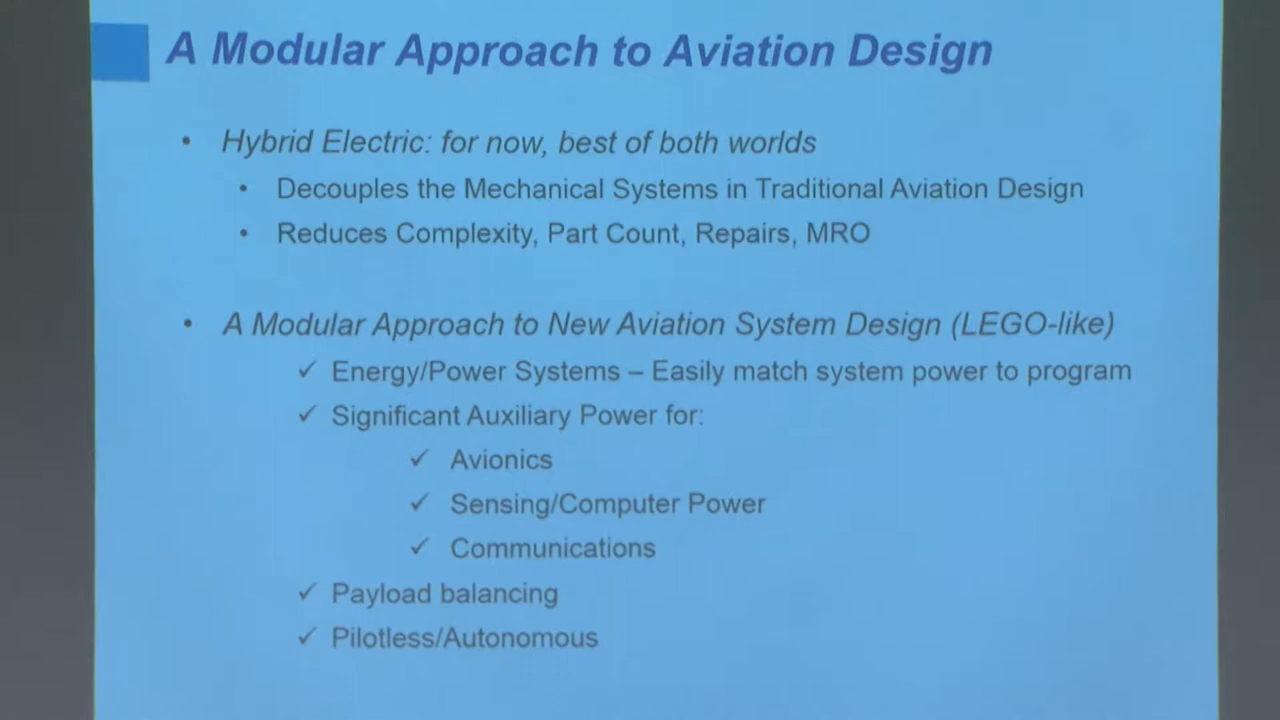 A Modular Approach to Aviation Design
• Hybrid Electric: for now, best of both worlds
• Decouples the Mechanical Systems in Traditional Aviation Design
• Reduces Complexity, Part Count, Repairs, MRO
• A Modular Approach to New Aviation System Design (LEGO-like)
✓ Energy/Power Systems – Easily match system power to program
✓ Significant Auxiliary Power for:
✓ Avionics
✓ Sensing/Computer Power
✓ Communications
✓ Payload balancing
✓ Pilotless/Autonomous